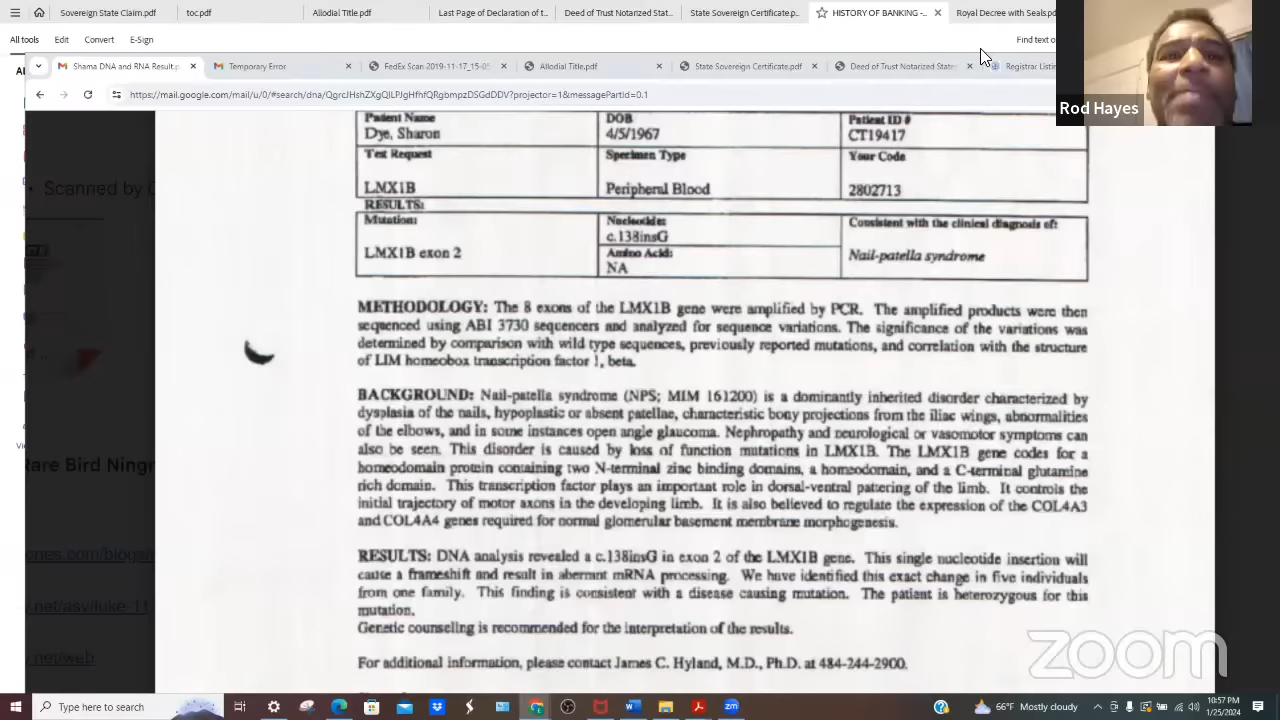 State Sovereign Claim.pdf toc.pdf Allodial Title.pdf Last Page of Declaration of t... Deed of Trust Notarized Stat... State Sovereign Certificate.p... HISTORY OF BANKING -... Royal Decree with Seals.pd
All tools Edit Convert E-Sign Find text o
Shama DNA and RNA Result.p Temporary Error FedEx Scan 2019-11-17_15-05 Allodial Title.pdf State Sovereign Certificate.pdf Deed of Trust Notarized States Registrar Listin
https://mail.google.com/mail/u/0/#search/dna/QgrcJHshZXgQJLPJgHfhfQRgbmpzDSGdDDV?projector=1&messagePartId=0.1
Rod Hayes
Patient Name DOB Patient ID #
Dye, Sharon 4/5/1967 CT19417
Test Request Specimen Type Your Code
LMX1B Peripheral Blood 2802713
RESULTS:
Mutation: Nucleotide: Consistent with the clinical diagnosis of:
c.138insG
LMX1B exon 2 Amino Acid: Nail-patella syndrome
NA
Scanned by
METHODOLOGY: The 8 exons of the LMX1B gene were amplified by PCR. The amplified products were then
sequenced using ABI 3730 sequencers and analyzed for sequence variations. The significance of the variations was
determined by comparison with wild type sequences, previously reported mutations, and correlation with the structure
of LIM homeobox transcription factor 1, beta.
BACKGROUND: Nail-patella syndrome (NPS; MIM 161200) is a dominantly inherited disorder characterized by
dysplasia of the nails, hypoplastic or absent patellae, characteristic bony projections from the iliac wings, abnormalities
of the elbows, and in some instances open angle glaucoma. Nephropathy and neurological or vasomotor symptoms can
also be seen. This disorder is caused by loss of function mutations in LMX1B. The LMX1B gene codes for a
homeodomain protein containing two N-terminal zinc binding domains, a homeodomain, and a C-terminal glutamine
rich domain. This transcription factor plays an important role in dorsal-ventral pattering of the limb. It controls the
initial trajectory of motor axons in the developing limb. It is also believed to regulate the expression of the COL4A3
and COL4A4 genes required for normal glomerular basement membrane morphogenesis.
Rare Bird Ningr
RESULTS: DNA analysis revealed a c.138insG in exon 2 of the LMX1B gene. This single nucleotide insertion will
cause a frameshift and result in aberrant mRNA processing. We have identified this exact change in five individuals
from one family. This finding is consistent with a disease causing mutation. The patient is heterozygous for this
mutation.
Genetic counseling is recommended for the interpretation of the results.
For additional information, please contact James C. Hyland, M.D., Ph.D. at 484-244-2900.
ones.com/blogs/
.net/asv/luke-11
.net/web
zoom
Type here to search 66°F Mostly cloudy 10:57 PM
1/25/2024